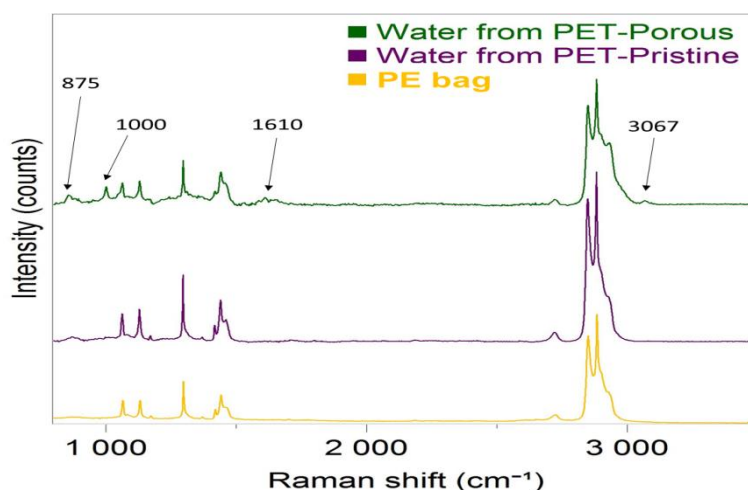 Water from PET-Porous
Water from PET-Pristine
PE bag
875
1000
1610
3067
Intensity (counts)
1 000
2 000
3 000
Raman shift (cm⁻¹)